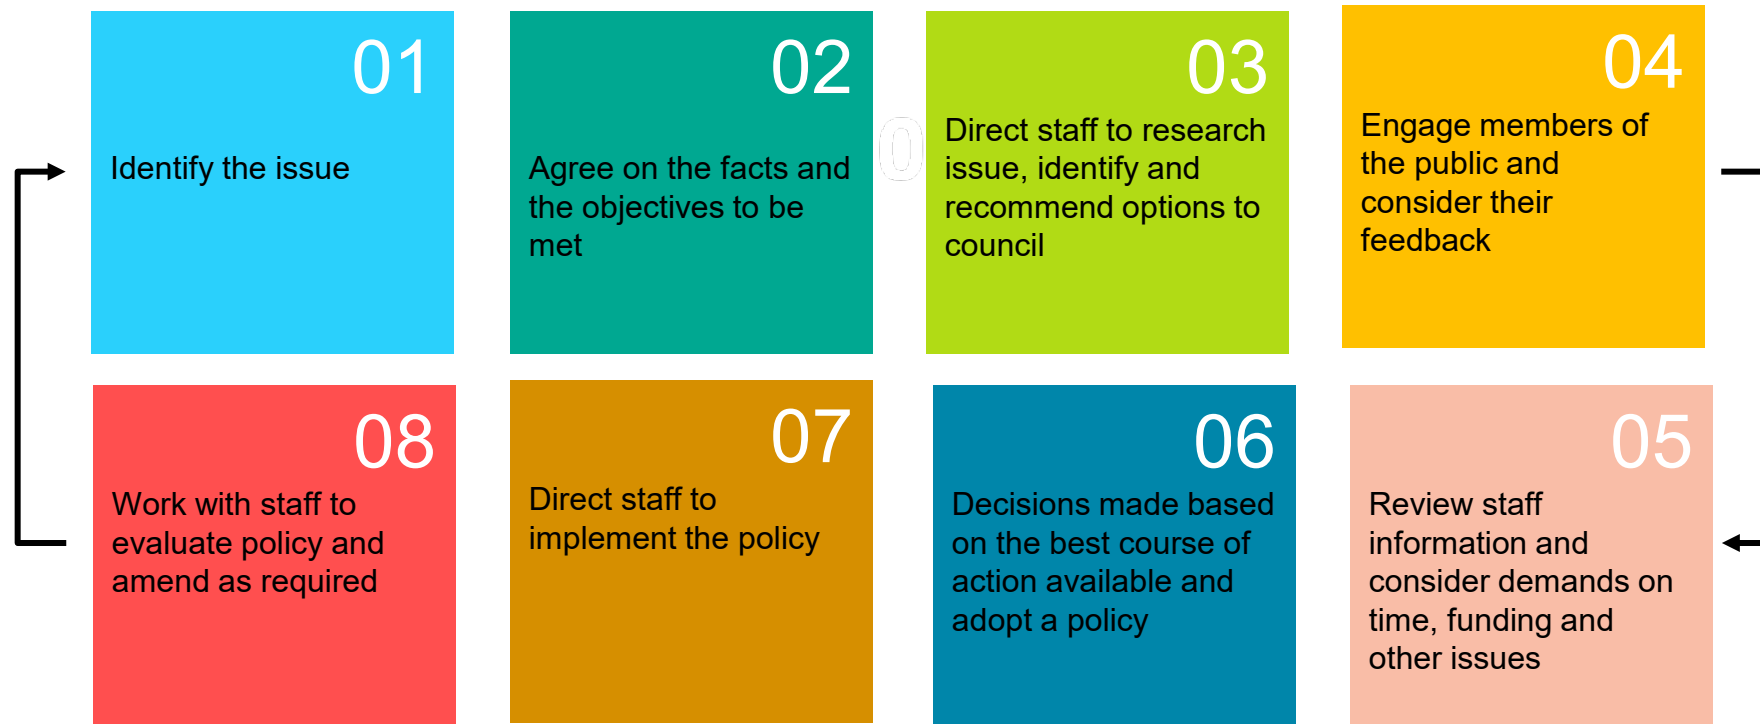 01
Identify the issue
02
Agree on the facts and
the objectives to be
met
0
03
Direct staff to research
issue, identify and
recommend options to
council
04
Engage members of
the public and
consider their
feedback
05
Review staff
information and
consider demands on
time, funding and
other issues
06
Decisions made based
on the best course of
action available and
adopt a policy
07
Direct staff to
implement the policy
08
Work with staff to
evaluate policy and
amend as required